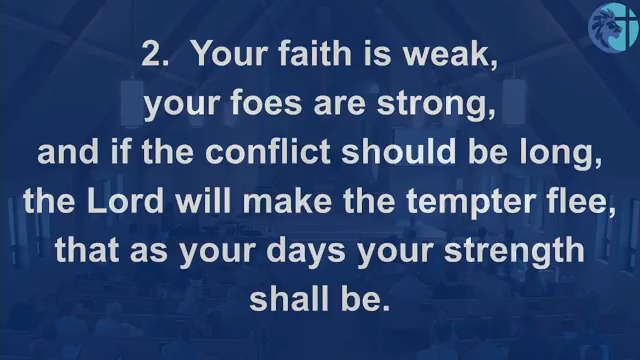 2. Your faith is weak,
your foes are strong,
and if the conflict should be long,
the Lord will make the tempter flee,
that as your days your strength
shall be.